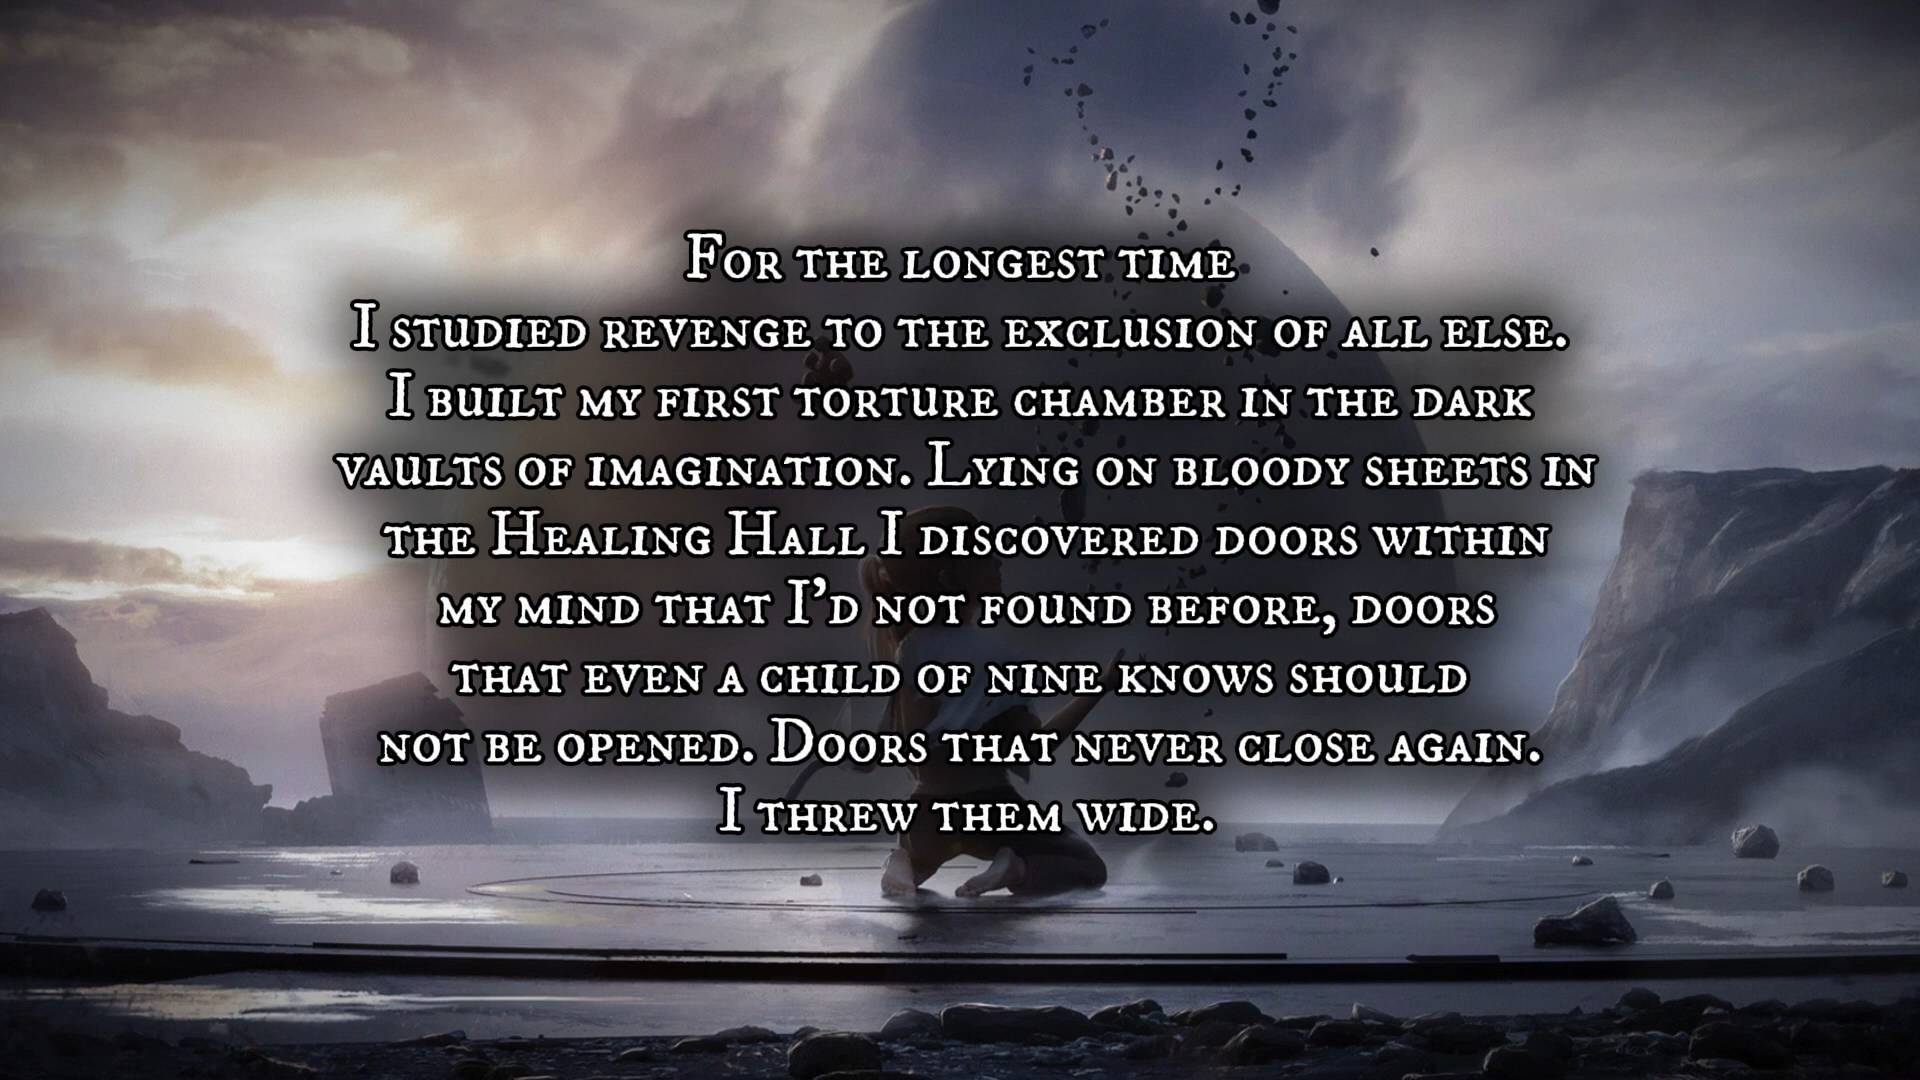 For the longest time
I studied revenge to the exclusion of all else.
I built my first torture chamber in the dark
vaults of imagination. Lying on bloody sheets in
the Healing Hall I discovered doors within
my mind that I'd not found before, doors
that even a child of nine knows should
not be opened. Doors that never close again.
I threw them wide.